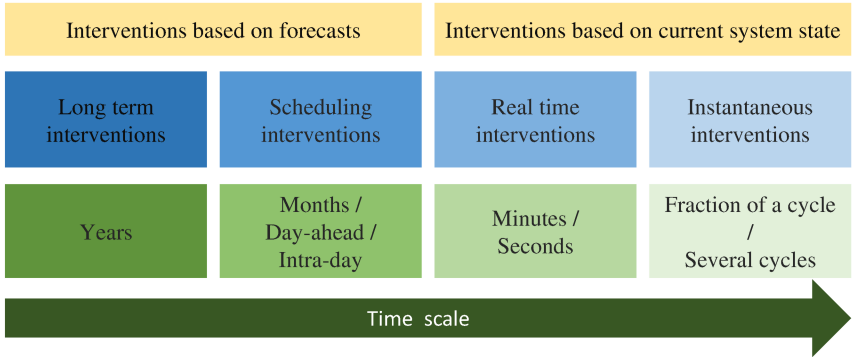 Interventions based on forecasts
Interventions based on current system state
Long term
interventions
Scheduling
interventions
Real time
interventions
Instantaneous
interventions
Years
Months /
Day-ahead /
Intra-day
Minutes /
Seconds
Fraction of a cycle
/
Several cycles
Time scale